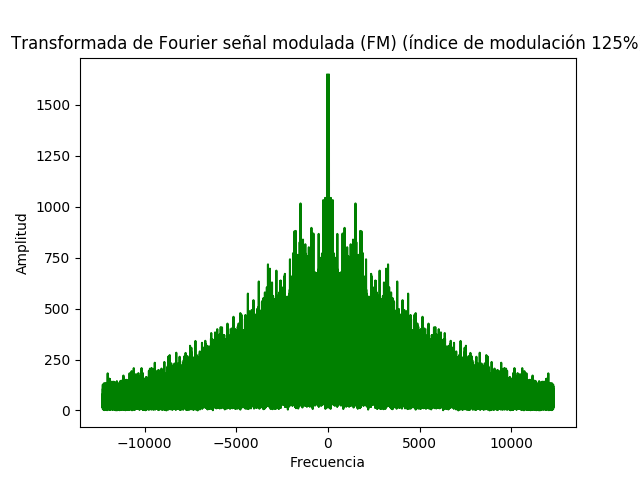 Transformada de Fourier señal modulada (FM) (índice de modulación 125%
1500
1250
1000
750
500
250
0
Amplitud
−10000 −5000 0 5000 10000
Frecuencia